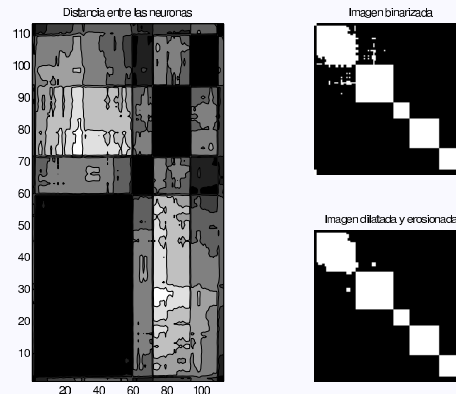 Distancia entre las neuronas
110
100
90
80
70
60
50
40
30
20
10
20 40 60 80 100
Imagen binarizada
Imagen dilatada y erosionada